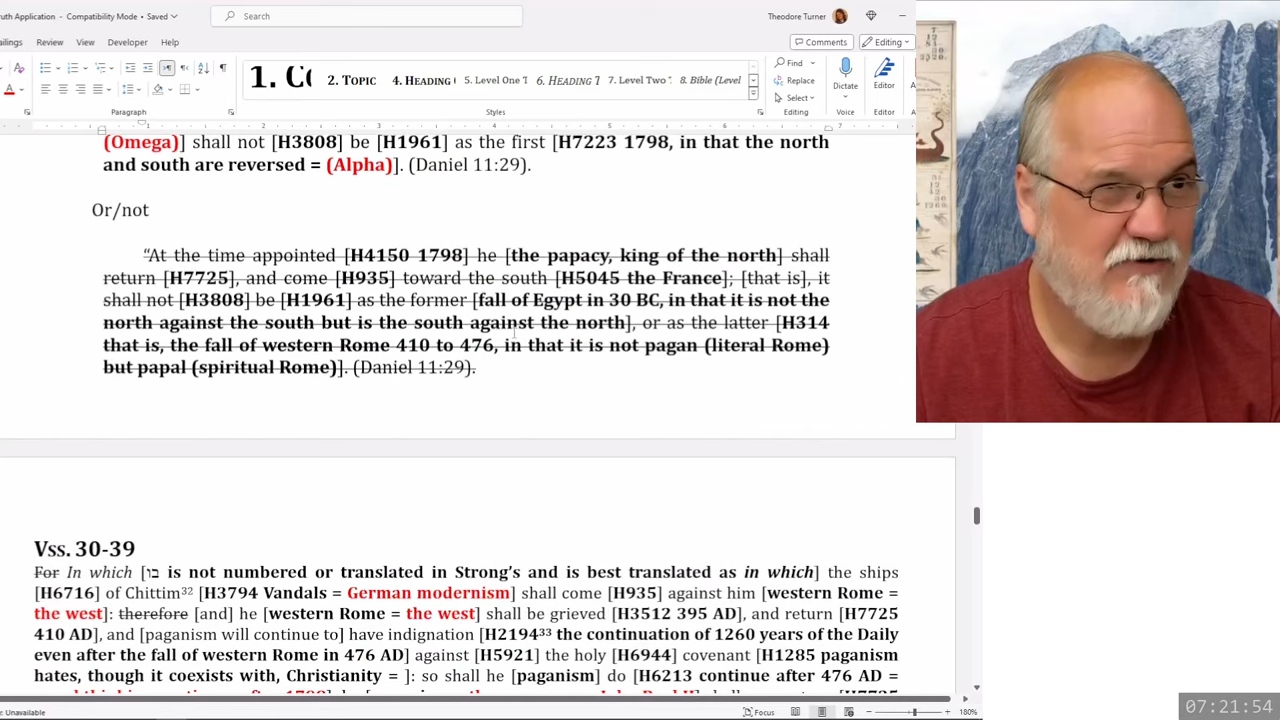 uth Application - Compatibility Mode • Saved
Search
Theodore Turner
ailings Review View Developer Help
Comments Editing
Find
Replace
Select
Dictate
Editor
A
1. CC
2. Topic
4. Heading
5. Level One T
6. Heading T
7. Level Two
8. Bible (Level
Paragraph
Styles
Editing
Voice
Editor
(Omega)] shall not [H3808] be [H1961] as the first [H7223 1798, in that the north
and south are reversed = (Alpha)]. (Daniel 11:29).
Or/not
“At the time appointed [H4150 1798] he [the papacy, king of the north] shall
return [H7725], and come [H935] toward the south [H5045 the France]; [that is], it
shall not [H3808] be [H1961] as the former [fall of Egypt in 30 BC, in that it is not the
north against the south but is the south against the north], or as the latter [H314
that is, the fall of western Rome 410 to 476, in that it is not pagan (literal Rome)
but papal (spiritual Rome)]. (Daniel 11:29).
Vss. 30-39
For In which [בו is not numbered or translated in Strong’s and is best translated as in which] the ships
[H6716] of Chittim³² [H3794 Vandals = German modernism] shall come [H935] against him [western Rome =
the west]: therefore [and] he [western Rome = the west] shall be grieved [H3512 395 AD], and return [H7725
410 AD], and [paganism will continue to] have indignation [H2194³³ the continuation of 1260 years of the Daily
even after the fall of western Rome in 476 AD] against [H5921] the holy [H6944] covenant [H1285 paganism
hates, though it coexists with, Christianity = ]: so shall he [paganism] do [H6213 continue after 476 AD =
: Unavailable
Focus
180%
07:21:54